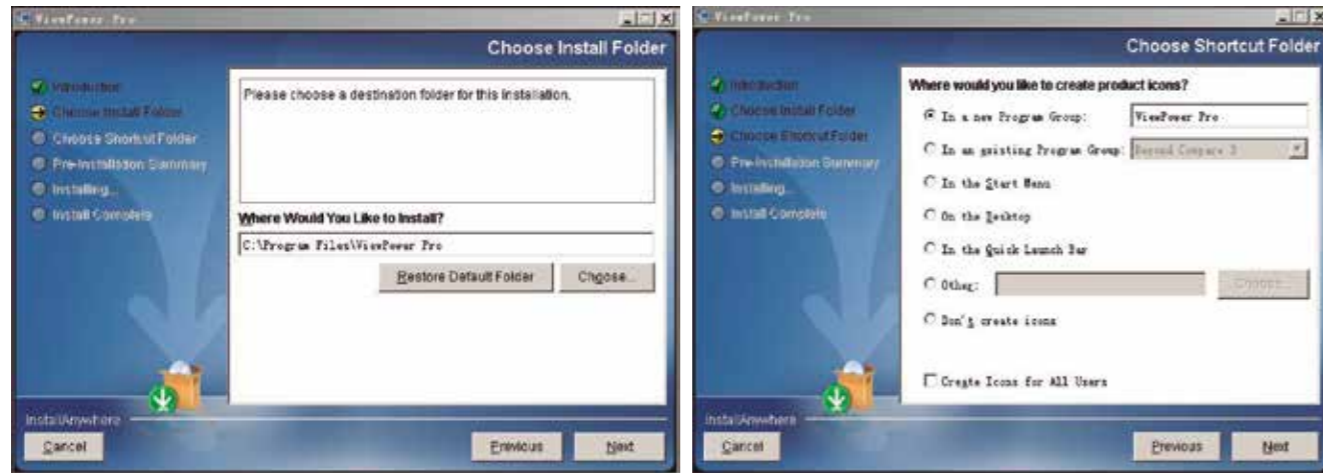 ViewPower Pro
Choose Install Folder
Introduction
Choose Install Folder
Choose Shortcut Folder
Pre-Installation Summary
Installing...
Install Complete
Please choose a destination folder for this installation.
Where Would You Like to Install?
C:\Program Files\ViewPower Pro
Restore Default Folder
Choose...
InstallAnywhere
Cancel
Previous
Next
ViewPower Pro
Choose Shortcut Folder
Introduction
Choose Install Folder
Choose Shortcut Folder
Pre-Installation Summary
Installing...
Install Complete
Where would you like to create product icons?
In a new Program Group: ViewPower Pro
In an existing Program Group: Beyond Compare 3
In the Start Menu
On the Desktop
In the Quick Launch Bar
Other: Choose...
Don't create icons
Create Icons for All Users
InstallAnywhere
Cancel
Previous
Next